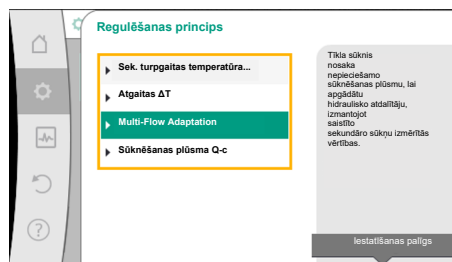 Regulēšanas princips
Sek. turpgaitas temperatūra...
Atgaitas ΔT
Multi-Flow Adaptation
Sūknēšanas plūsma Q-c
Tīkla sūknis
nosaka
nepieciešamo
sūknēšanas plūsmu, lai
apgādātu
hidraulisko atdalītāju,
izmantojot
saistīto
sekundāro sūkņu izmērītās
vērtības.
Iestatīšanas palīgs